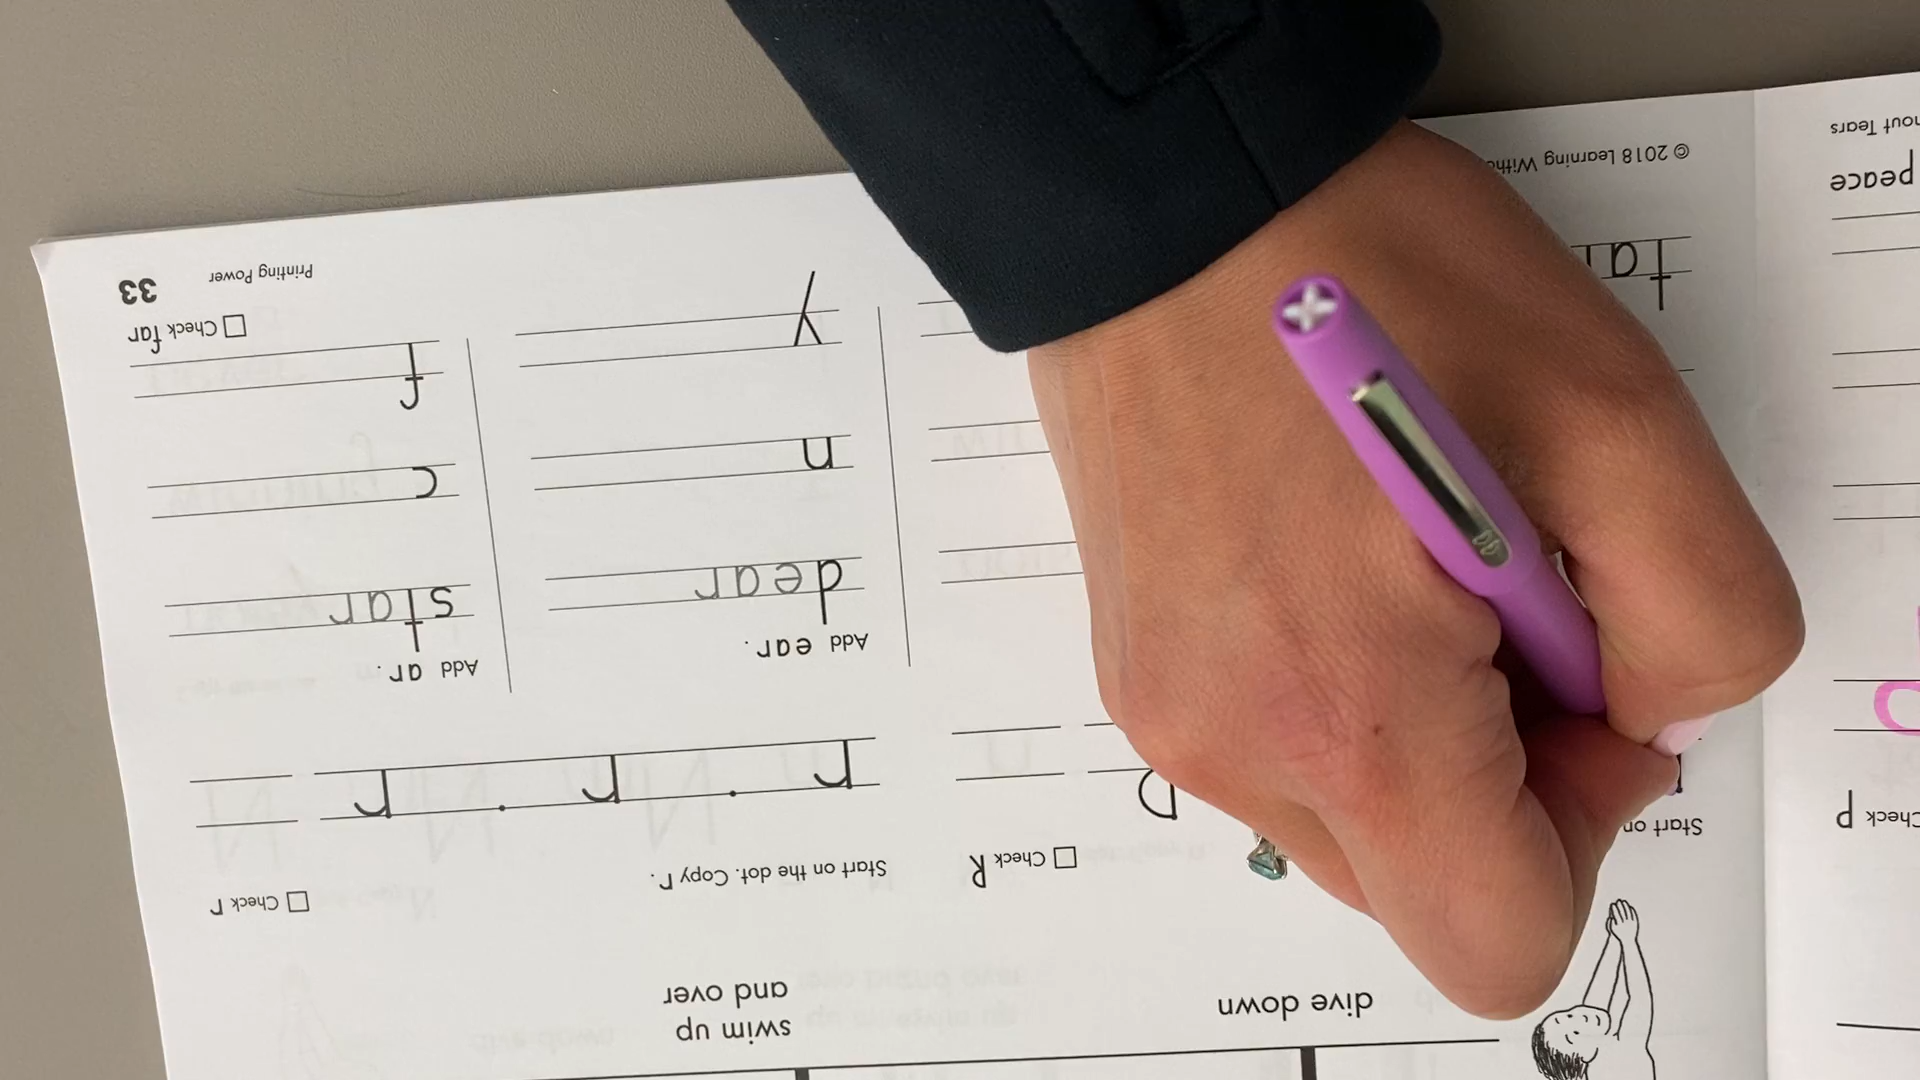 dive down
swim up
and over
Check r
Start on the dot. Copy r.
Check R
Start on
r r r
Add ar.
star
c
f
Check far
Add ear.
dear
n
y
Printing Power
33
© 2018 Learning With
Check p
peace
hout Tears